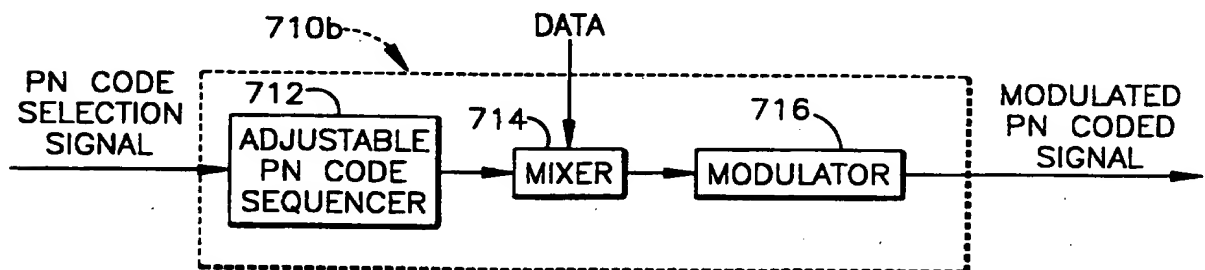 710b
DATA
PN CODE
SELECTION
SIGNAL
712
ADJUSTABLE
PN CODE
SEQUENCER
714
MIXER
716
MODULATOR
MODULATED
PN CODED
SIGNAL